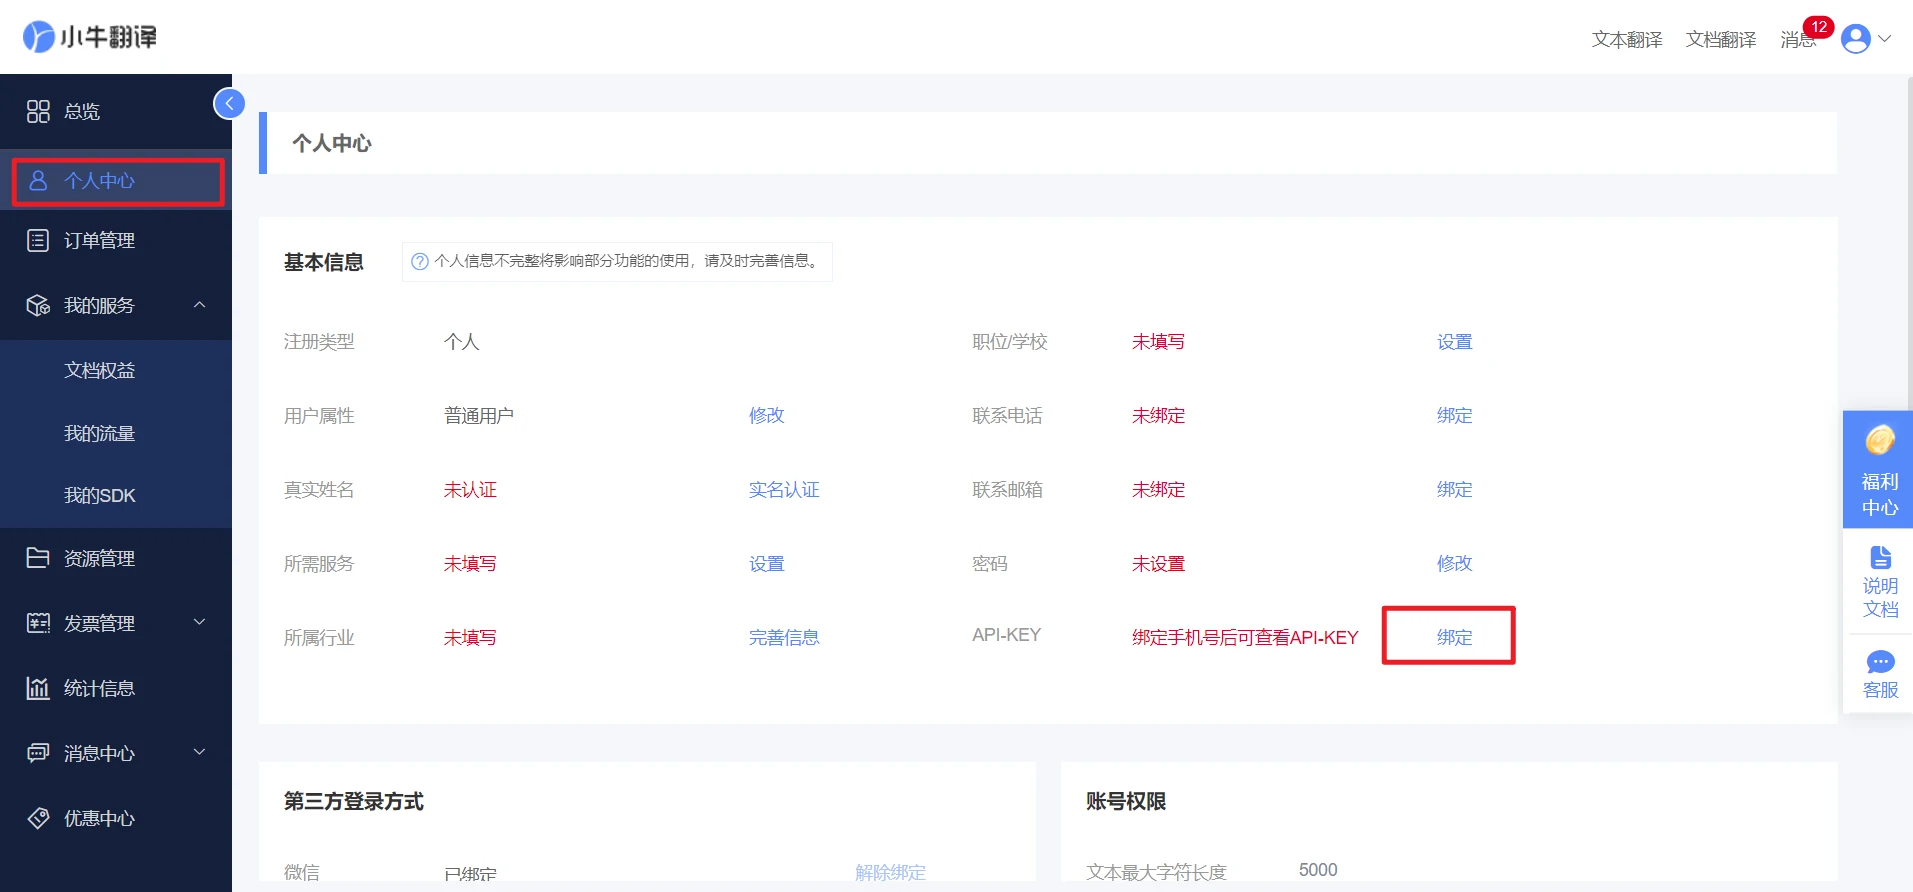 小牛翻译
文本翻译 文档翻译 消息 12
总览
个人中心
订单管理
我的服务
文档权益
我的流量
我的SDK
资源管理
发票管理
统计信息
消息中心
优惠中心
个人中心
基本信息 个人信息不完整将影响部分功能的使用，请及时完善信息。
注册类型 个人 职位/学校 未填写 设置
用户属性 普通用户 修改 联系电话 未绑定 绑定
真实姓名 未认证 实名认证 联系邮箱 未绑定 绑定
所需服务 未填写 设置 密码 未设置 修改
所属行业 未填写 完善信息 API-KEY 绑定手机号后可查看API-KEY 绑定
第三方登录方式
微信 已绑定 解除绑定
账号权限
文本最大字符长度 5000
福利
中心
说明
文档
客服